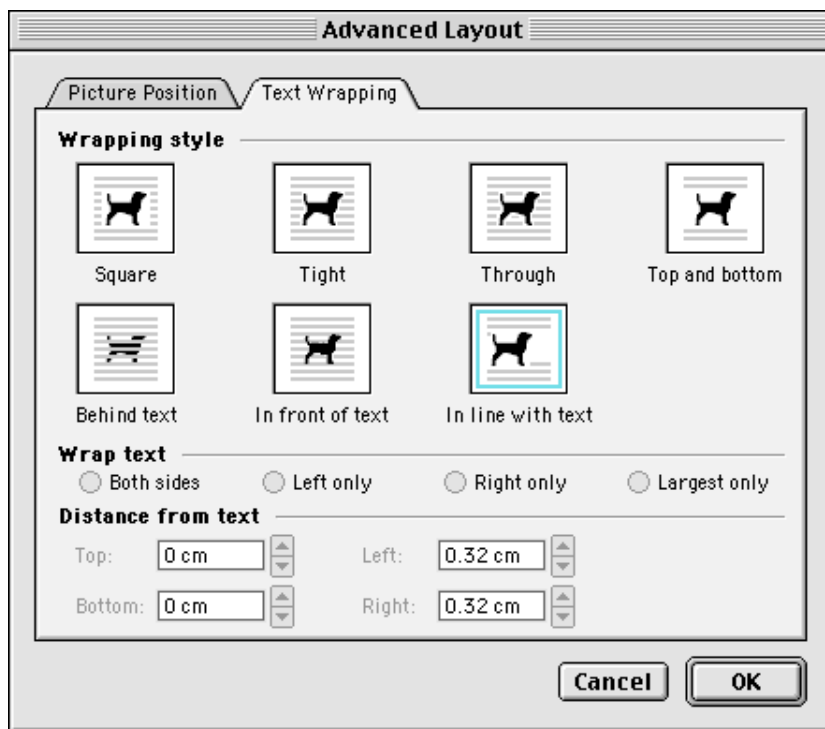 Advanced Layout
Picture Position Text Wrapping
Wrapping style
Square Tight Through Top and bottom
Behind text In front of text In line with text
Wrap text
Both sides Left only Right only Largest only
Distance from text
Top: 0 cm Left: 0.32 cm
Bottom: 0 cm Right: 0.32 cm
Cancel OK